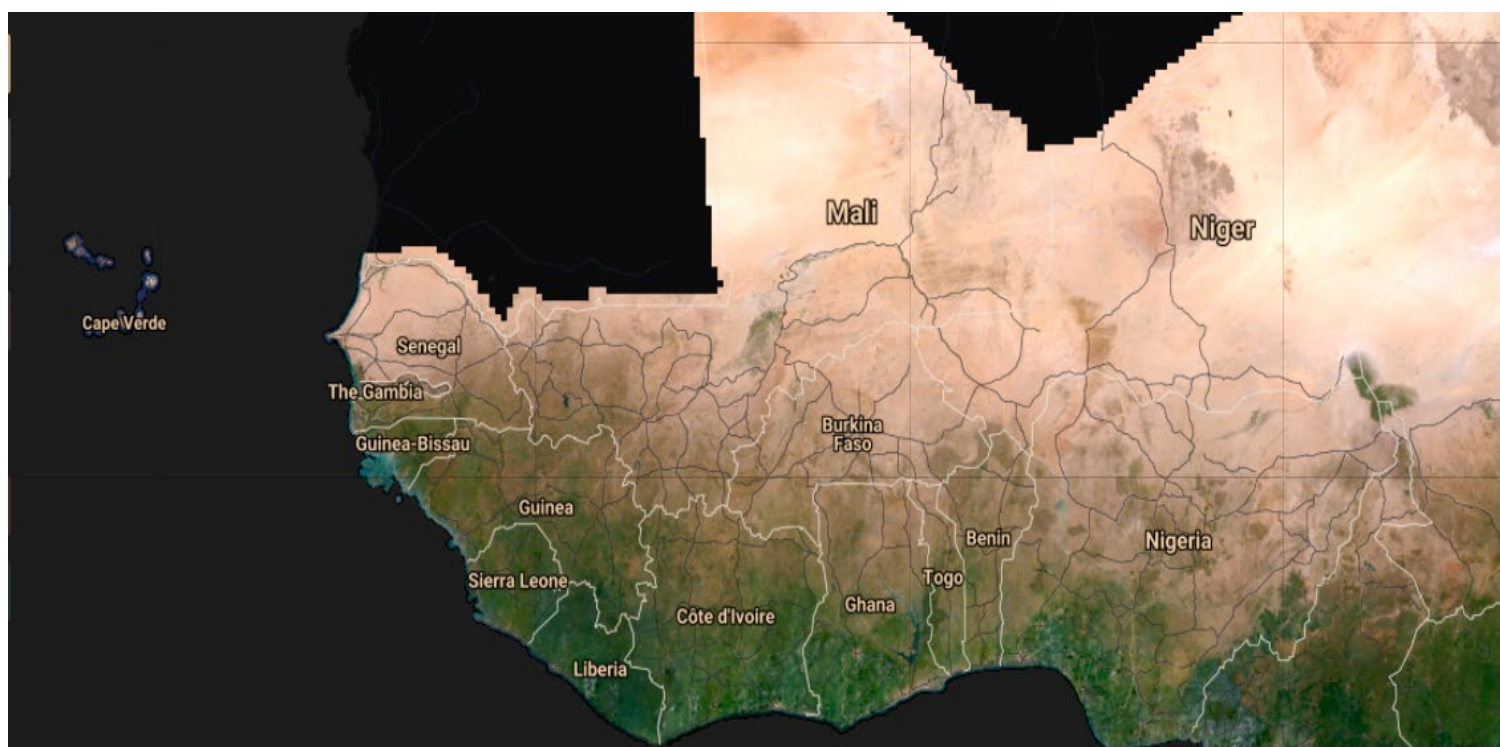 Mali
Niger
Cape Verde
Senegal
The Gambia
Burkina
Faso
Guinea-Bissau
Guinea
Benin
Nigeria
Sierra Leone
Togo
Ghana
Côte d'Ivoire
Liberia